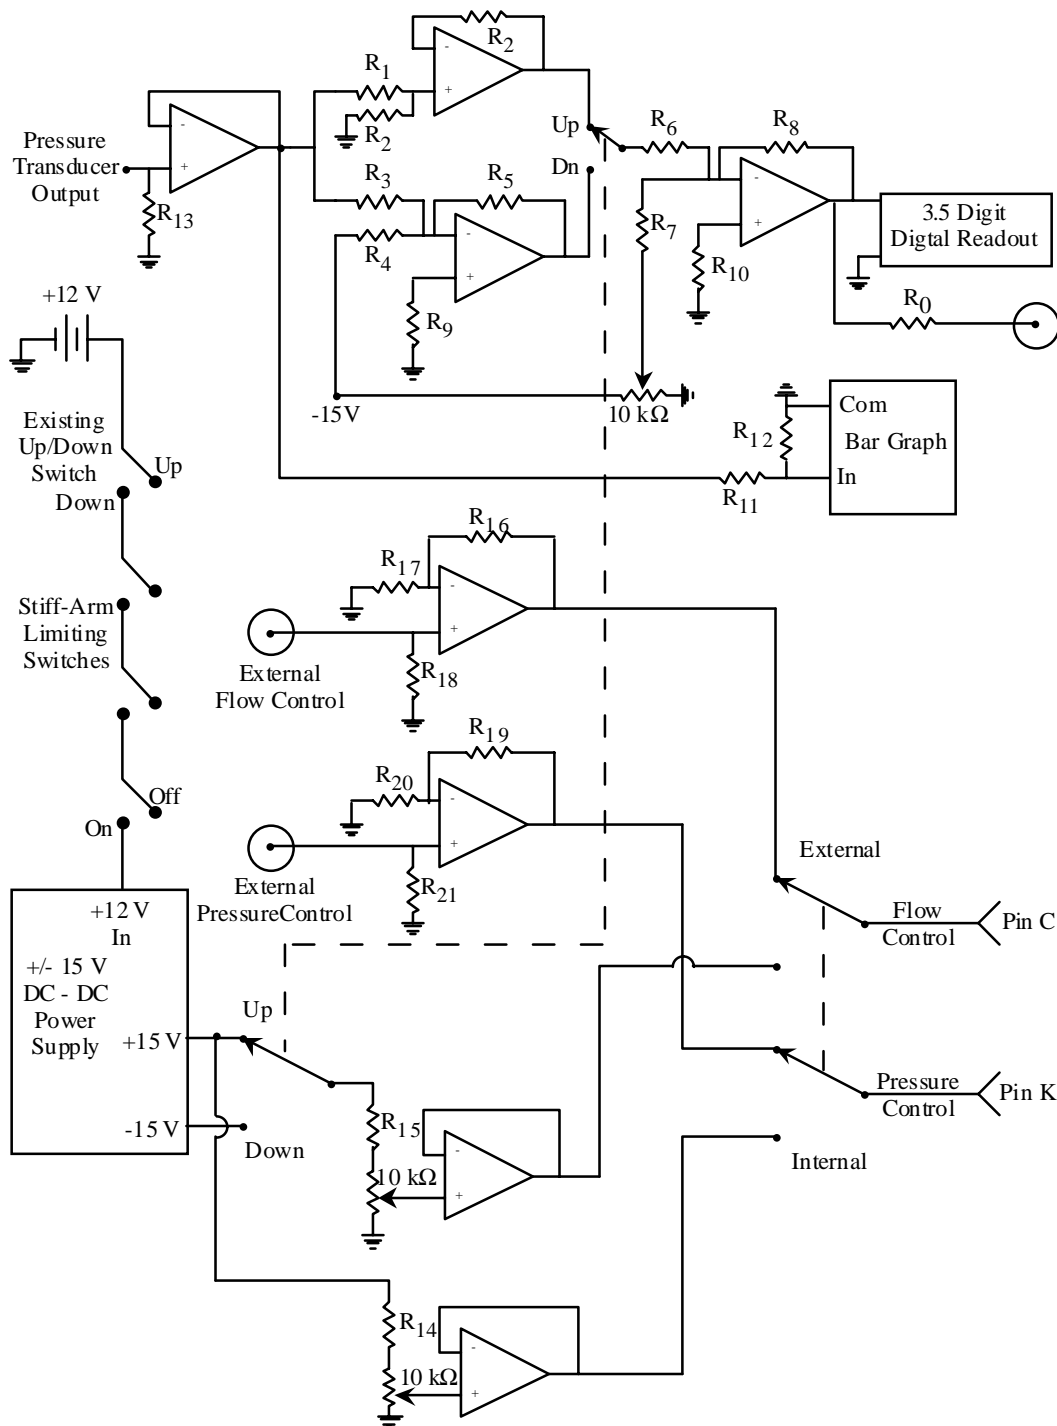 R2
R1
R2
Pressure
Transducer
Output
R13
Up
Dn
R6
R8
R3
R5
R4
R7
R9
R10
3.5 Digit
Digtal Readout
R0
+12 V
-15V
10 kΩ
Existing
Up/Down
Switch
Up
Down
Com
Bar Graph
In
R12
R11
R16
R17
R18
Stiff-Arm
Limiting
Switches
External
Flow Control
R19
R20
R21
Off
On
External
PressureControl
External
Flow
Control
Pin C
+12 V
In
+/- 15 V
DC - DC
Power
Supply
+15 V
-15 V
Up
Down
R15
10 kΩ
Pressure
Control
Pin K
Internal
R14
10 kΩ
-
+
-
+
-
+
-
+
-
+
-
+
-
+
-
+